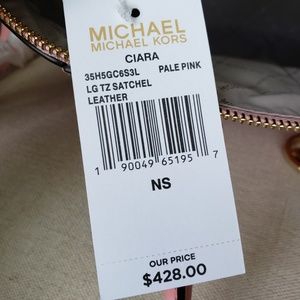 MICHAEL
MICHAEL KORS
CIARA
35H5GC6S3L PALE PINK
LG TZ SATCHEL
LEATHER
1 90049 65195 7
NS
OUR PRICE
$428.00